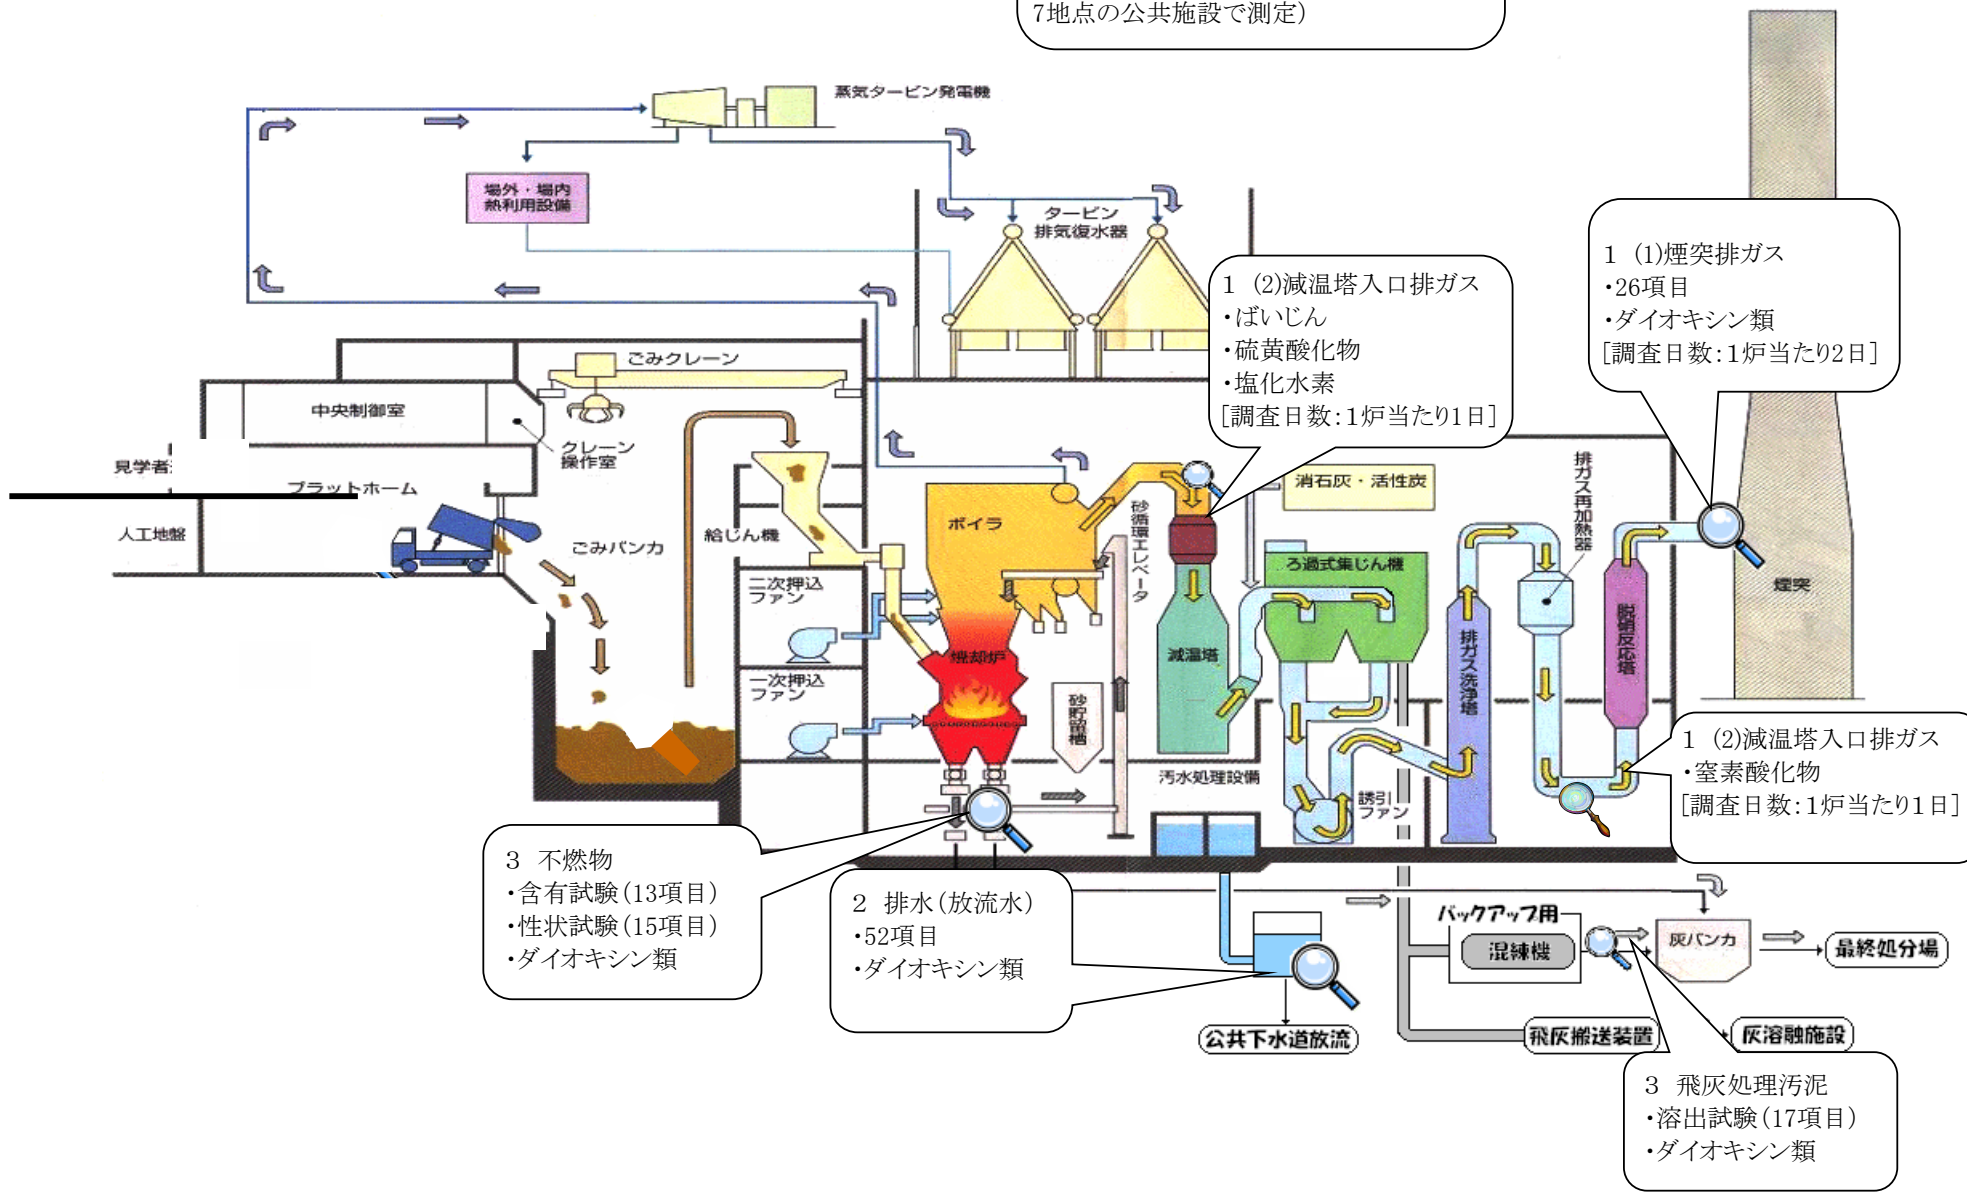 7地点の公共施設で測定)
蒸気タービン発電機
場外・場内
熱利用設備
タービン
排気復水器
1 (1)煙突排ガス
・26項目
・ダイオキシン類
[調査日数:1炉当たり2日]
1 (2)減温塔入口排ガス
・ばいじん
・硫黄酸化物
・塩化水素
[調査日数:1炉当たり1日]
ごみクレーン
中央制御室
クレーン
操作室
見学者
プラットホーム
人工地盤
ごみバンカ
給じん機
ボイラ
砂循環エレベータ
消石灰・活性炭
排ガス再加熱器
ろ過式集じん機
二次押込
ファン
焼却炉
減温塔
排ガス洗浄塔
脱硝反応塔
煙突
一次押込
ファン
砂貯留槽
汚水処理設備
誘引
ファン
1 (2)減温塔入口排ガス
・窒素酸化物
[調査日数:1炉当たり1日]
3 不燃物
・含有試験(13項目)
・性状試験(15項目)
・ダイオキシン類
2 排水(放流水)
・52項目
・ダイオキシン類
バックアップ用
混練機
灰バンカ
最終処分場
公共下水道放流
飛灰搬送装置
灰溶融施設
3 飛灰処理汚泥
・溶出試験(17項目)
・ダイオキシン類